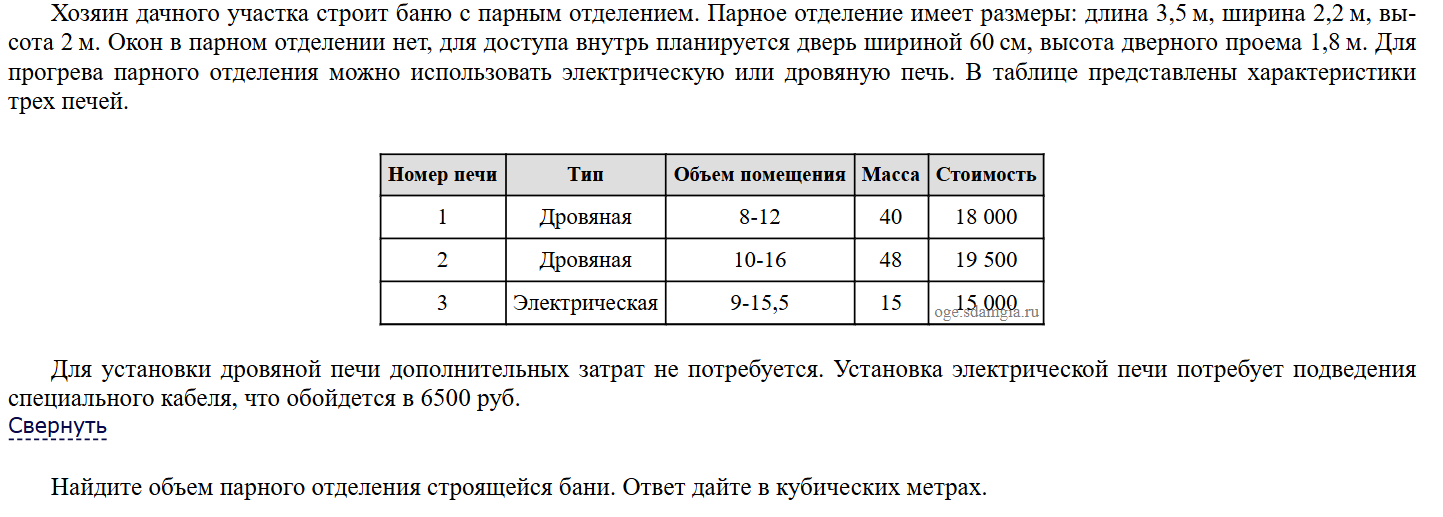 Хозяин дачного участка строит баню с парным отделением. Парное отделение имеет размеры: длина 3,5 м, ширина 2,2 м, вы-
сота 2 м. Окон в парном отделении нет, для доступа внутрь планируется дверь шириной 60 см, высота дверного проема 1,8 м. Для
прогрева парного отделения можно использовать электрическую или дровяную печь. В таблице представлены характеристики
трех печей.
Номер печи Тип Объем помещения Масса Стоимость
1 Дровяная 8-12 40 18 000
2 Дровяная 10-16 48 19 500
3 Электрическая 9-15,5 15 15 000
oge.sdamgia.ru
Для установки дровяной печи дополнительных затрат не потребуется. Установка электрической печи потребует подведения
специального кабеля, что обойдется в 6500 руб.
Свернуть
Найдите объем парного отделения строящейся бани. Ответ дайте в кубических метрах.